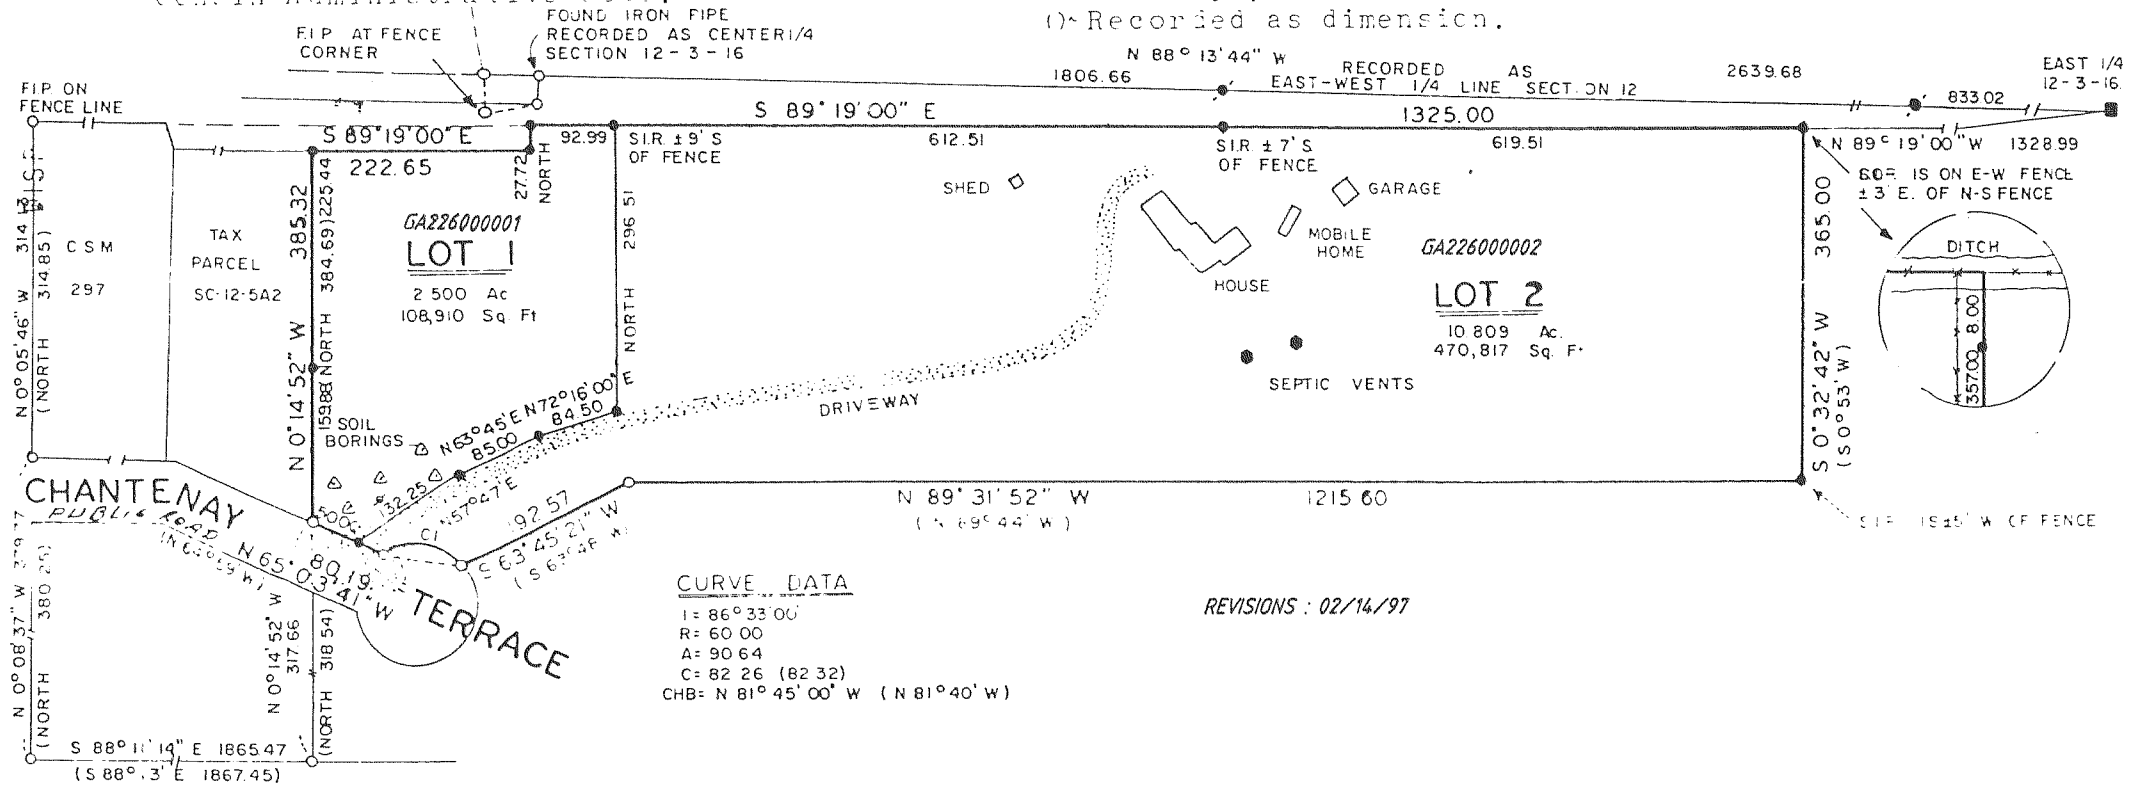 ()~Recorded as dimension.
F.I.P. AT FENCE
CORNER
FOUND IRON PIPE
RECORDED AS CENTER 1/4
SECTION 12-3-16
N 88° 13' 44" W
1806.66
RECORDED AS
EAST-WEST 1/4 LINE SECTION 12
2639.68
EAST 1/4
12-3-16.
833.02
F.I.P. ON
FENCE LINE
S 89° 19' 00" E
222.65
27.72
NORTH
92.99
S 89° 19' 00" E
1325.00
S.I.R. ± 9' S
OF FENCE
612.51
S.I.R. ± 7' S
OF FENCE
619.51
N 89° 19' 00" W 1328.99
COR. IS ON E-W FENCE
± 3' E. OF N-S FENCE
DITCH
357.00 8.00
N 0° 05' 46" W
(NORTH 314.85)
CSM
297
TAX
PARCEL
SC-12-5A2
N 0° 14' 52" W 385.32
159.88 NORTH 384.69) 225.44
GA226000001
LOT 1
2.500 Ac
108,910 Sq. Ft
NORTH 296.51
SHED
GARAGE
MOBILE
HOME
HOUSE
GA226000002
LOT 2
10.809 Ac.
470,817 Sq. Ft
SEPTIC VENTS
DRIVEWAY
365.00
S 0° 32' 42" W
(S 0° 53' W)
SOIL
BORINGS
N 63° 45' E
85.00
N 72° 16' 00" E
84.50
132.25
N 57° 47' E
C1
S 63° 45' 21" W
N 89° 31' 52" W 1215.60
(N 89° 44' W)
S.I.R. IS ±5' W OF FENCE
CHANTENAY
TERRACE
PUBLIC ROAD
N 65° 03' 41" W
80.19
N 0° 08' 37" W
(NORTH
N 0° 14' 52" W
317.66
(NORTH 318.54)
S 88° 11' 14" E 1865.47
E 1867.45)
CURVE DATA
I= 86° 33' 00"
R= 60.00
A= 90.64
C= 82.26 (82.32)
CHB= N 81° 45' 00" W (N 81° 40' W)
REVISIONS : 02/14/97